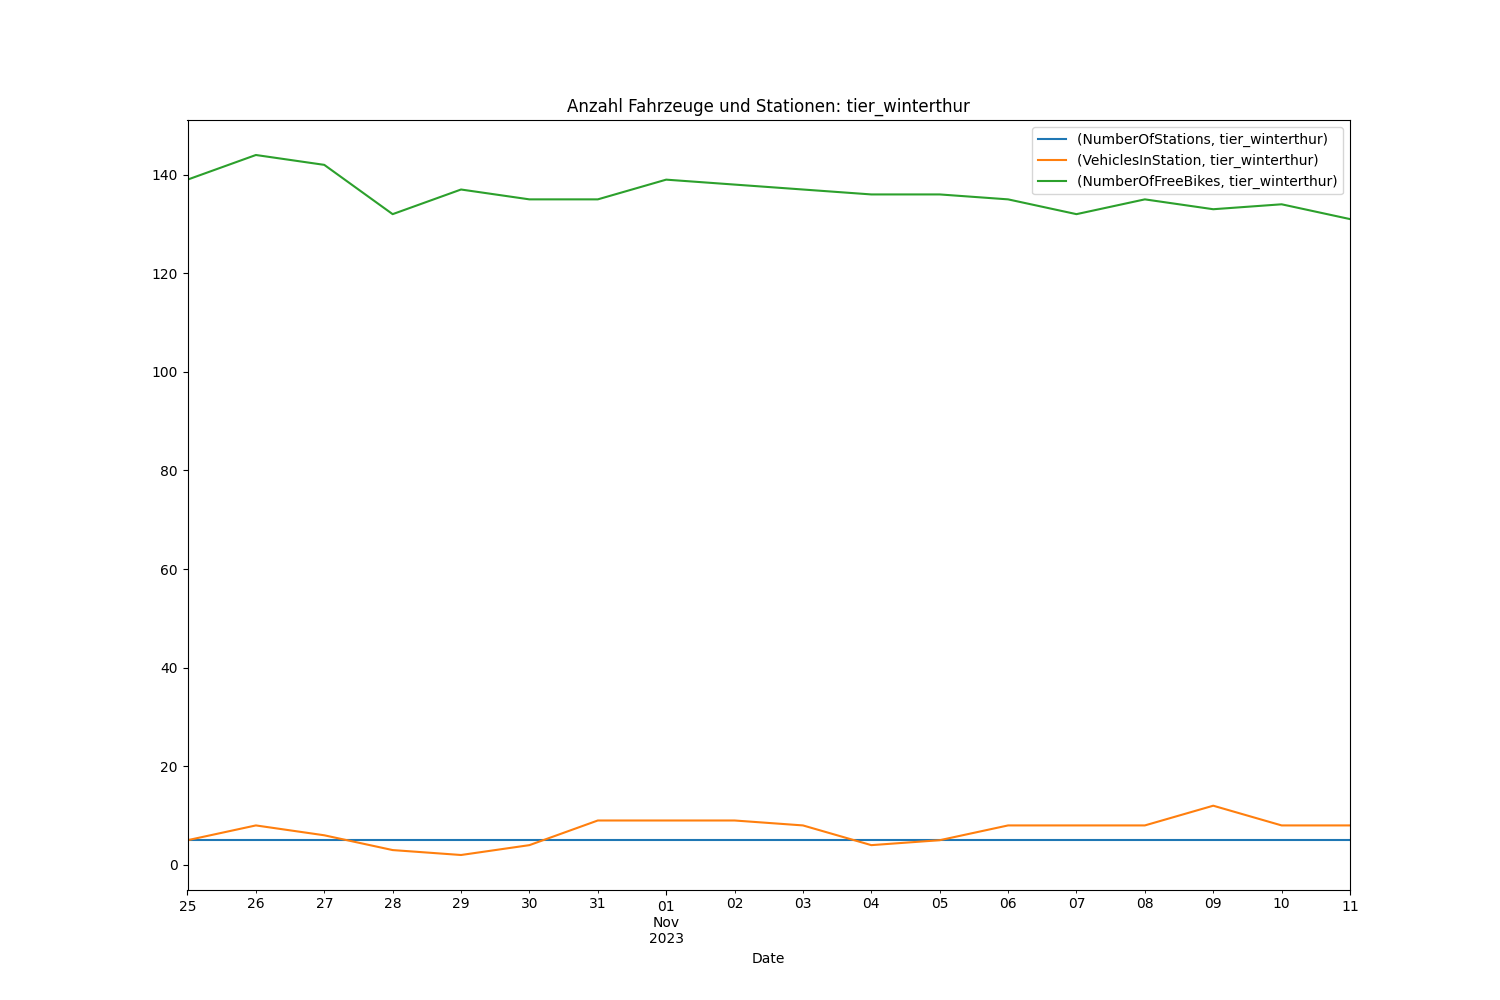 Anzahl Fahrzeuge und Stationen: tier_winterthur
(NumberOfStations, tier_winterthur)
(VehiclesInStation, tier_winterthur)
(NumberOfFreeBikes, tier_winterthur)
140
120
100
80
60
40
20
0
25 26 27 28 29 30 31 01 02 03 04 05 06 07 08 09 10 11
Nov
2023
Date